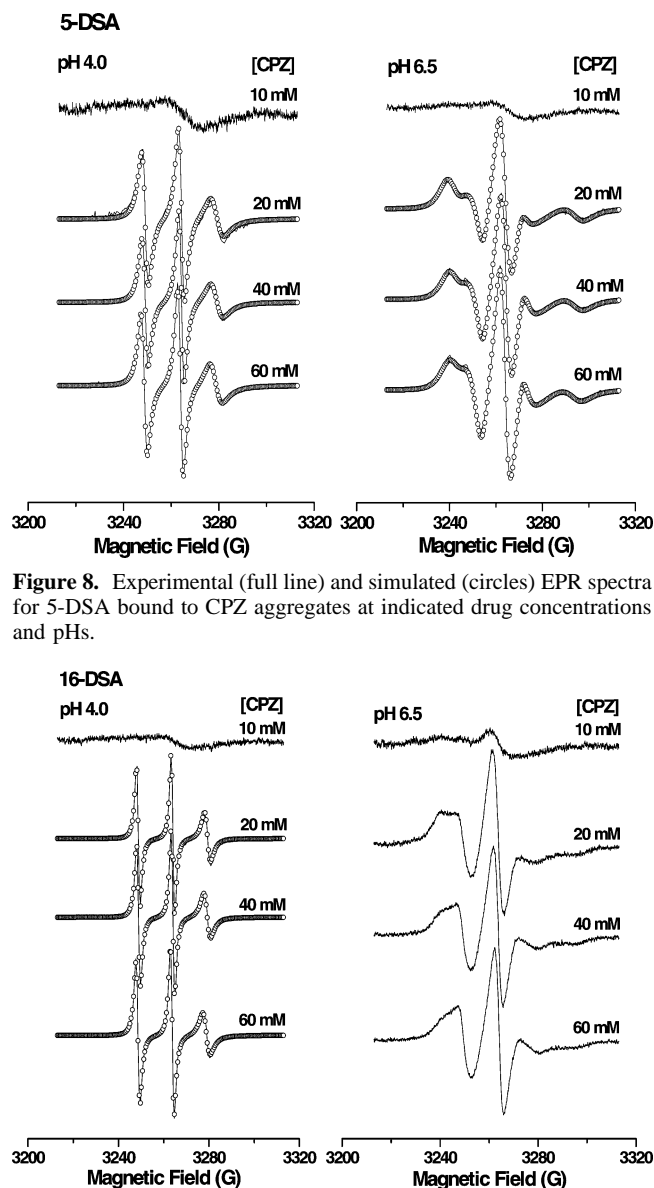 5-DSA
pH 4.0
[CPZ]
10 mM
20 mM
40 mM
60 mM
3200 3240 3280 3320
Magnetic Field (G)
pH 6.5
[CPZ]
10 mM
20 mM
40 mM
60 mM
3200 3240 3280 3320
Magnetic Field (G)
Figure 8. Experimental (full line) and simulated (circles) EPR spectra
for 5-DSA bound to CPZ aggregates at indicated drug concentrations
and pHs.
16-DSA
pH 4.0
[CPZ]
10 mM
20 mM
40 mM
60 mM
3200 3240 3280 3320
Magnetic Field (G)
pH 6.5
[CPZ]
10 mM
20 mM
40 mM
60 mM
3200 3240 3280 3320
Magnetic Field (G)